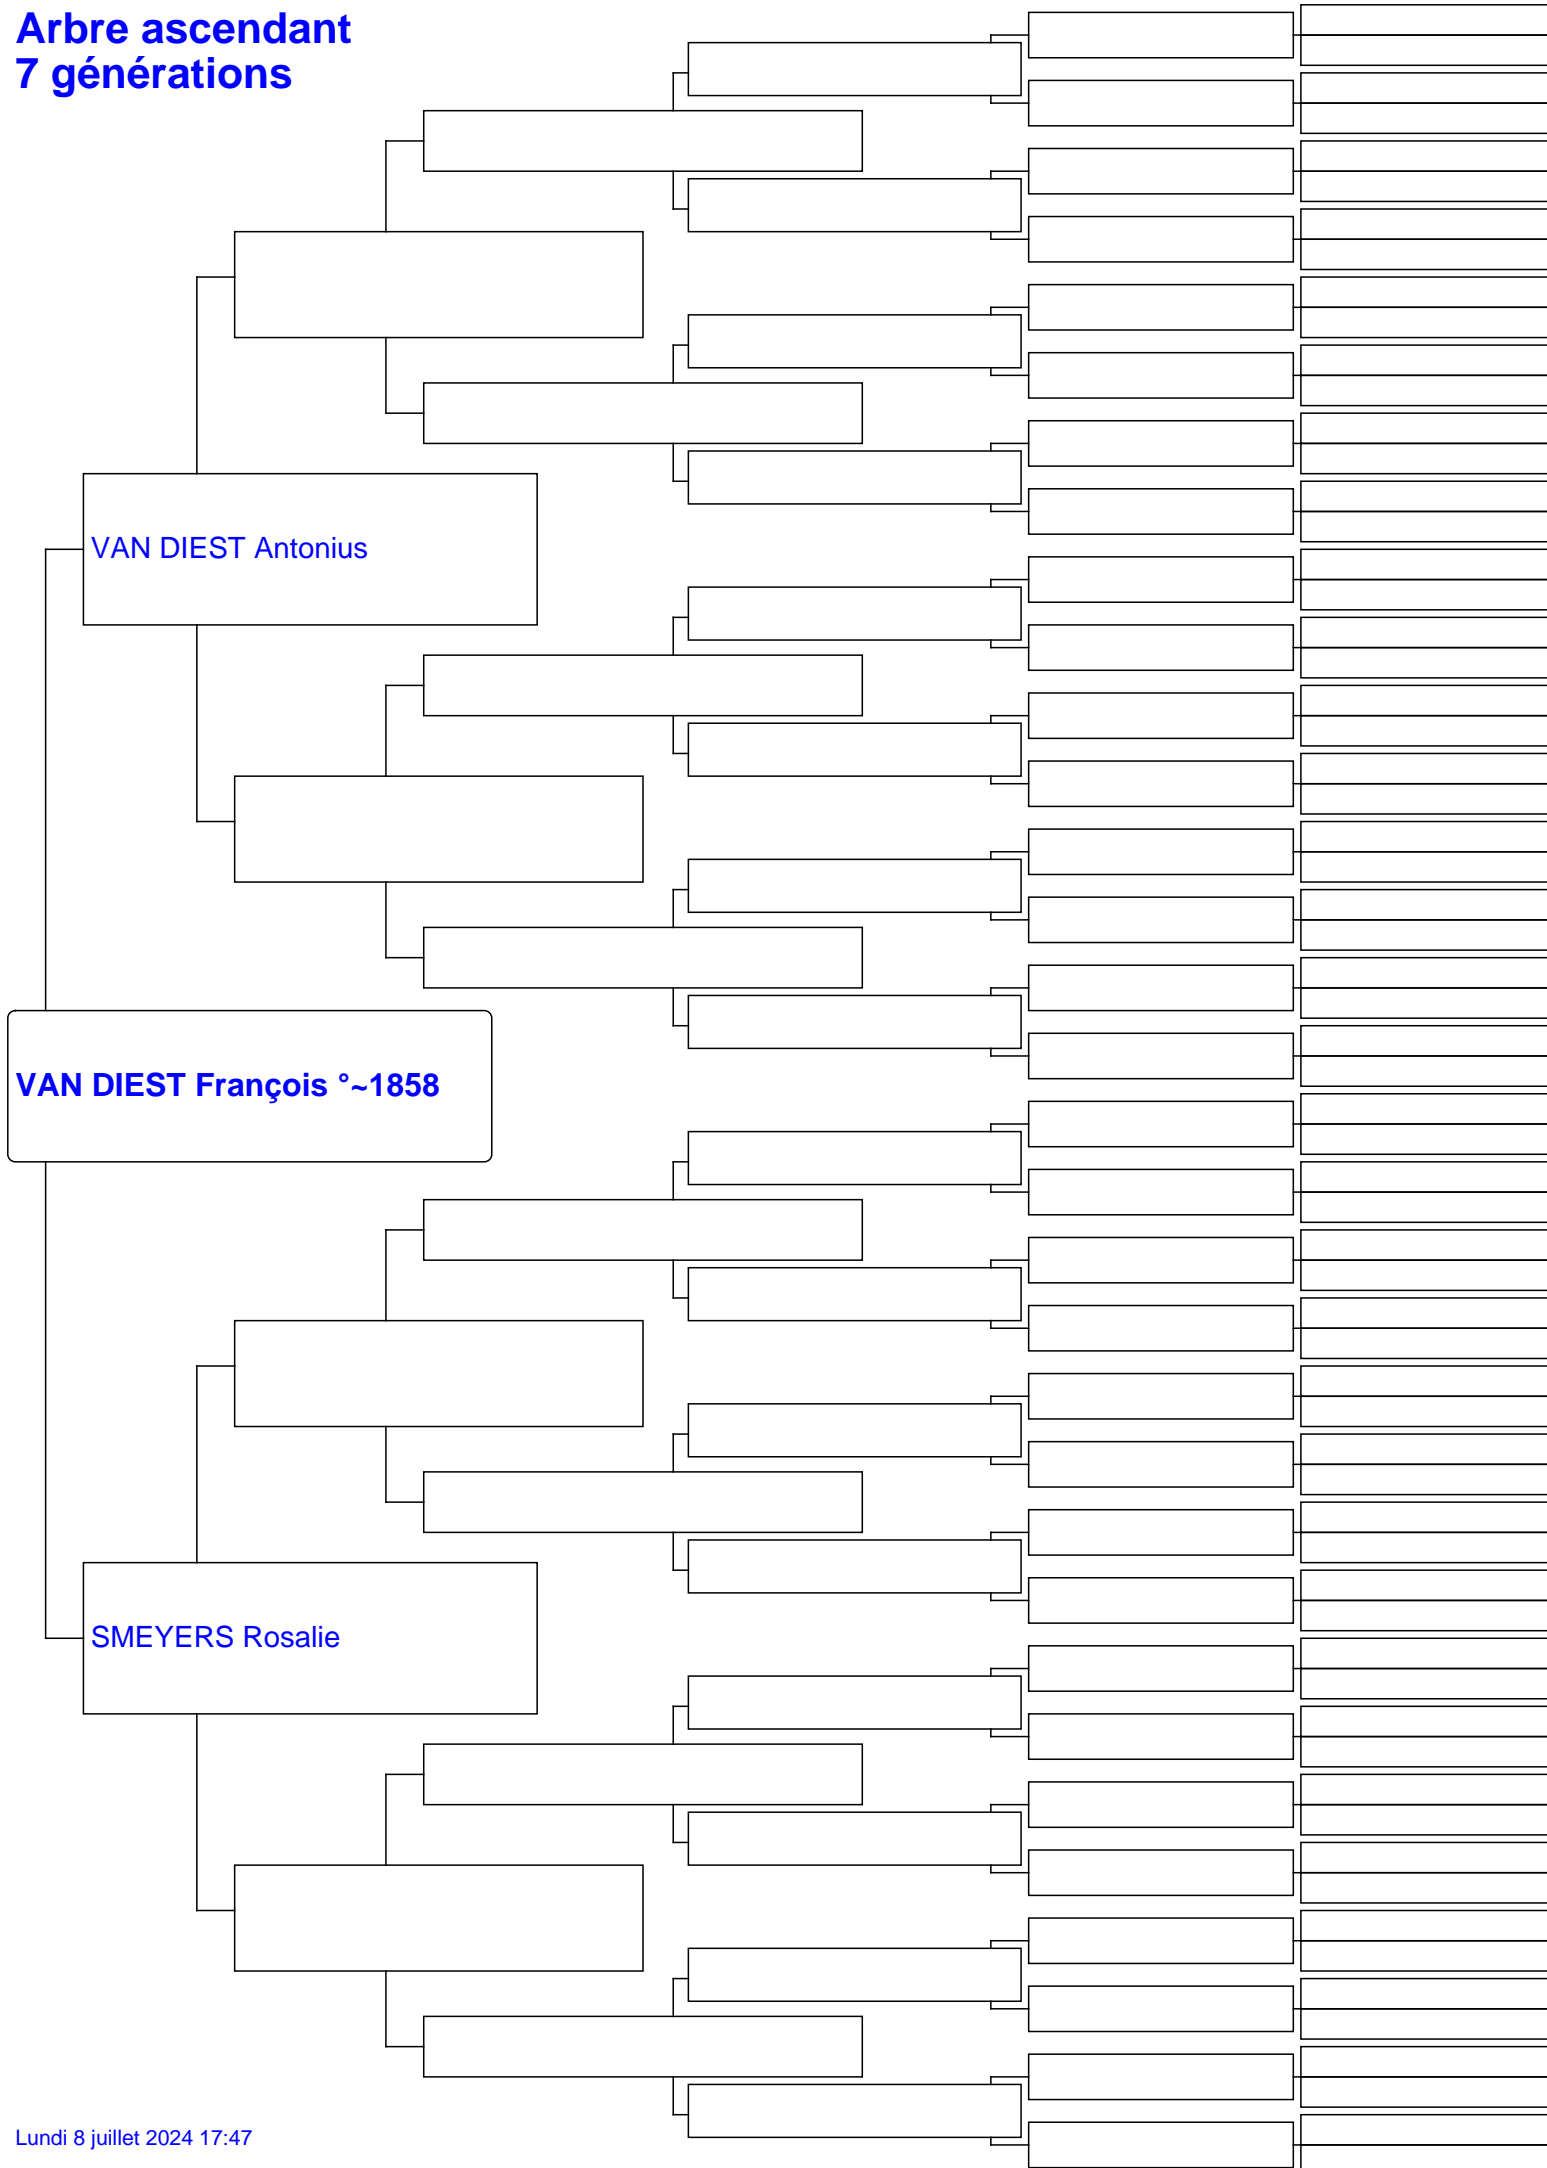 Arbre ascendant
7 générations
VAN DIEST Antonius
VAN DIEST François °~1858
SMEYERS Rosalie
Lundi 8 juillet 2024 17:47